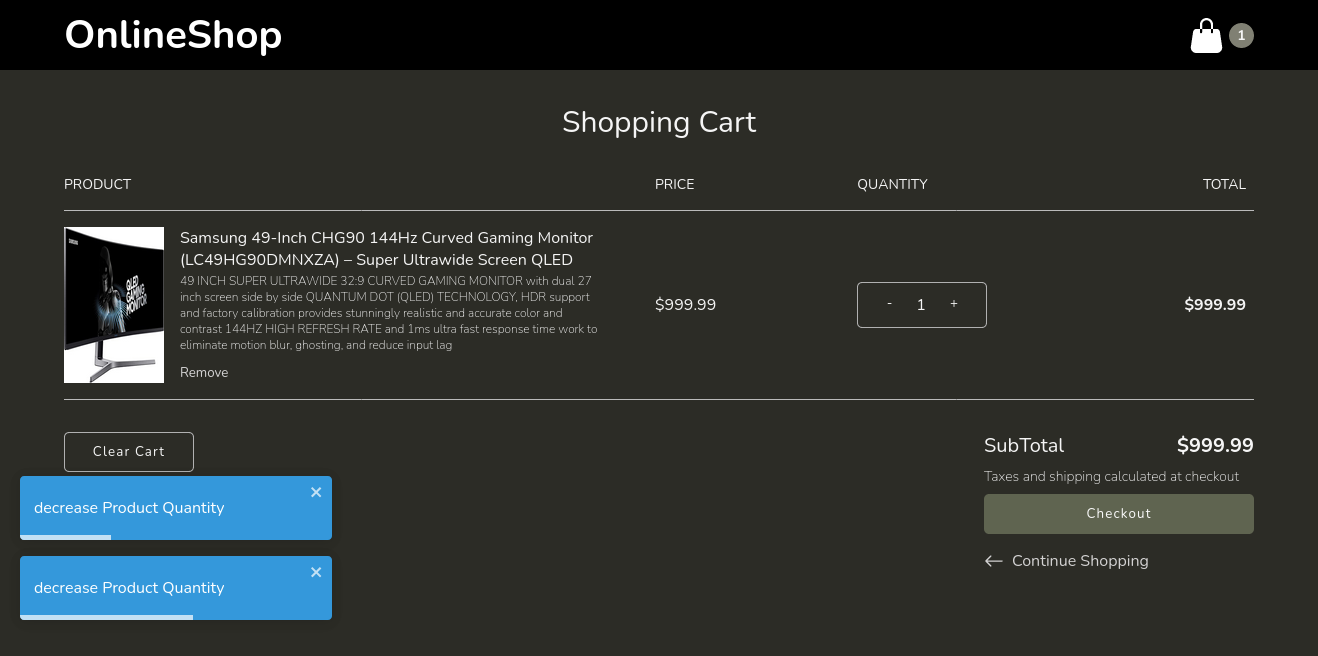 OnlineShop
1
Shopping Cart
PRODUCT PRICE QUANTITY TOTAL
SAMSUNG
QLED
GAMING
MONITOR
Samsung 49-Inch CHG90 144Hz Curved Gaming Monitor
(LC49HG90DMNXZA) – Super Ultrawide Screen QLED
49 INCH SUPER ULTRAWIDE 32:9 CURVED GAMING MONITOR with dual 27
inch screen side by side QUANTUM DOT (QLED) TECHNOLOGY, HDR support
and factory calibration provides stunningly realistic and accurate color and
contrast 144HZ HIGH REFRESH RATE and 1ms ultra fast response time work to
eliminate motion blur, ghosting, and reduce input lag
Remove
$999.99
- 1 +
$999.99
Clear Cart
SubTotal $999.99
Taxes and shipping calculated at checkout
Checkout
Continue Shopping
decrease Product Quantity
decrease Product Quantity